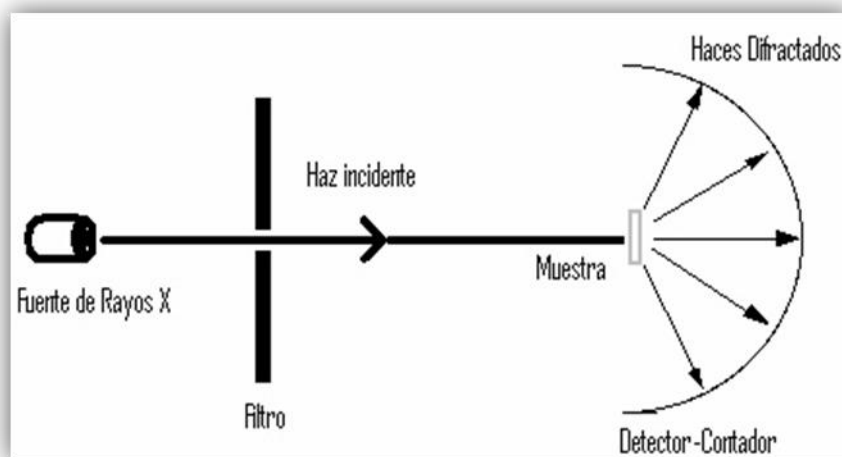 Haces Difractados
Haz incidente
Muestra
Fuente de Rayos X
Filtro
Detector-Contador